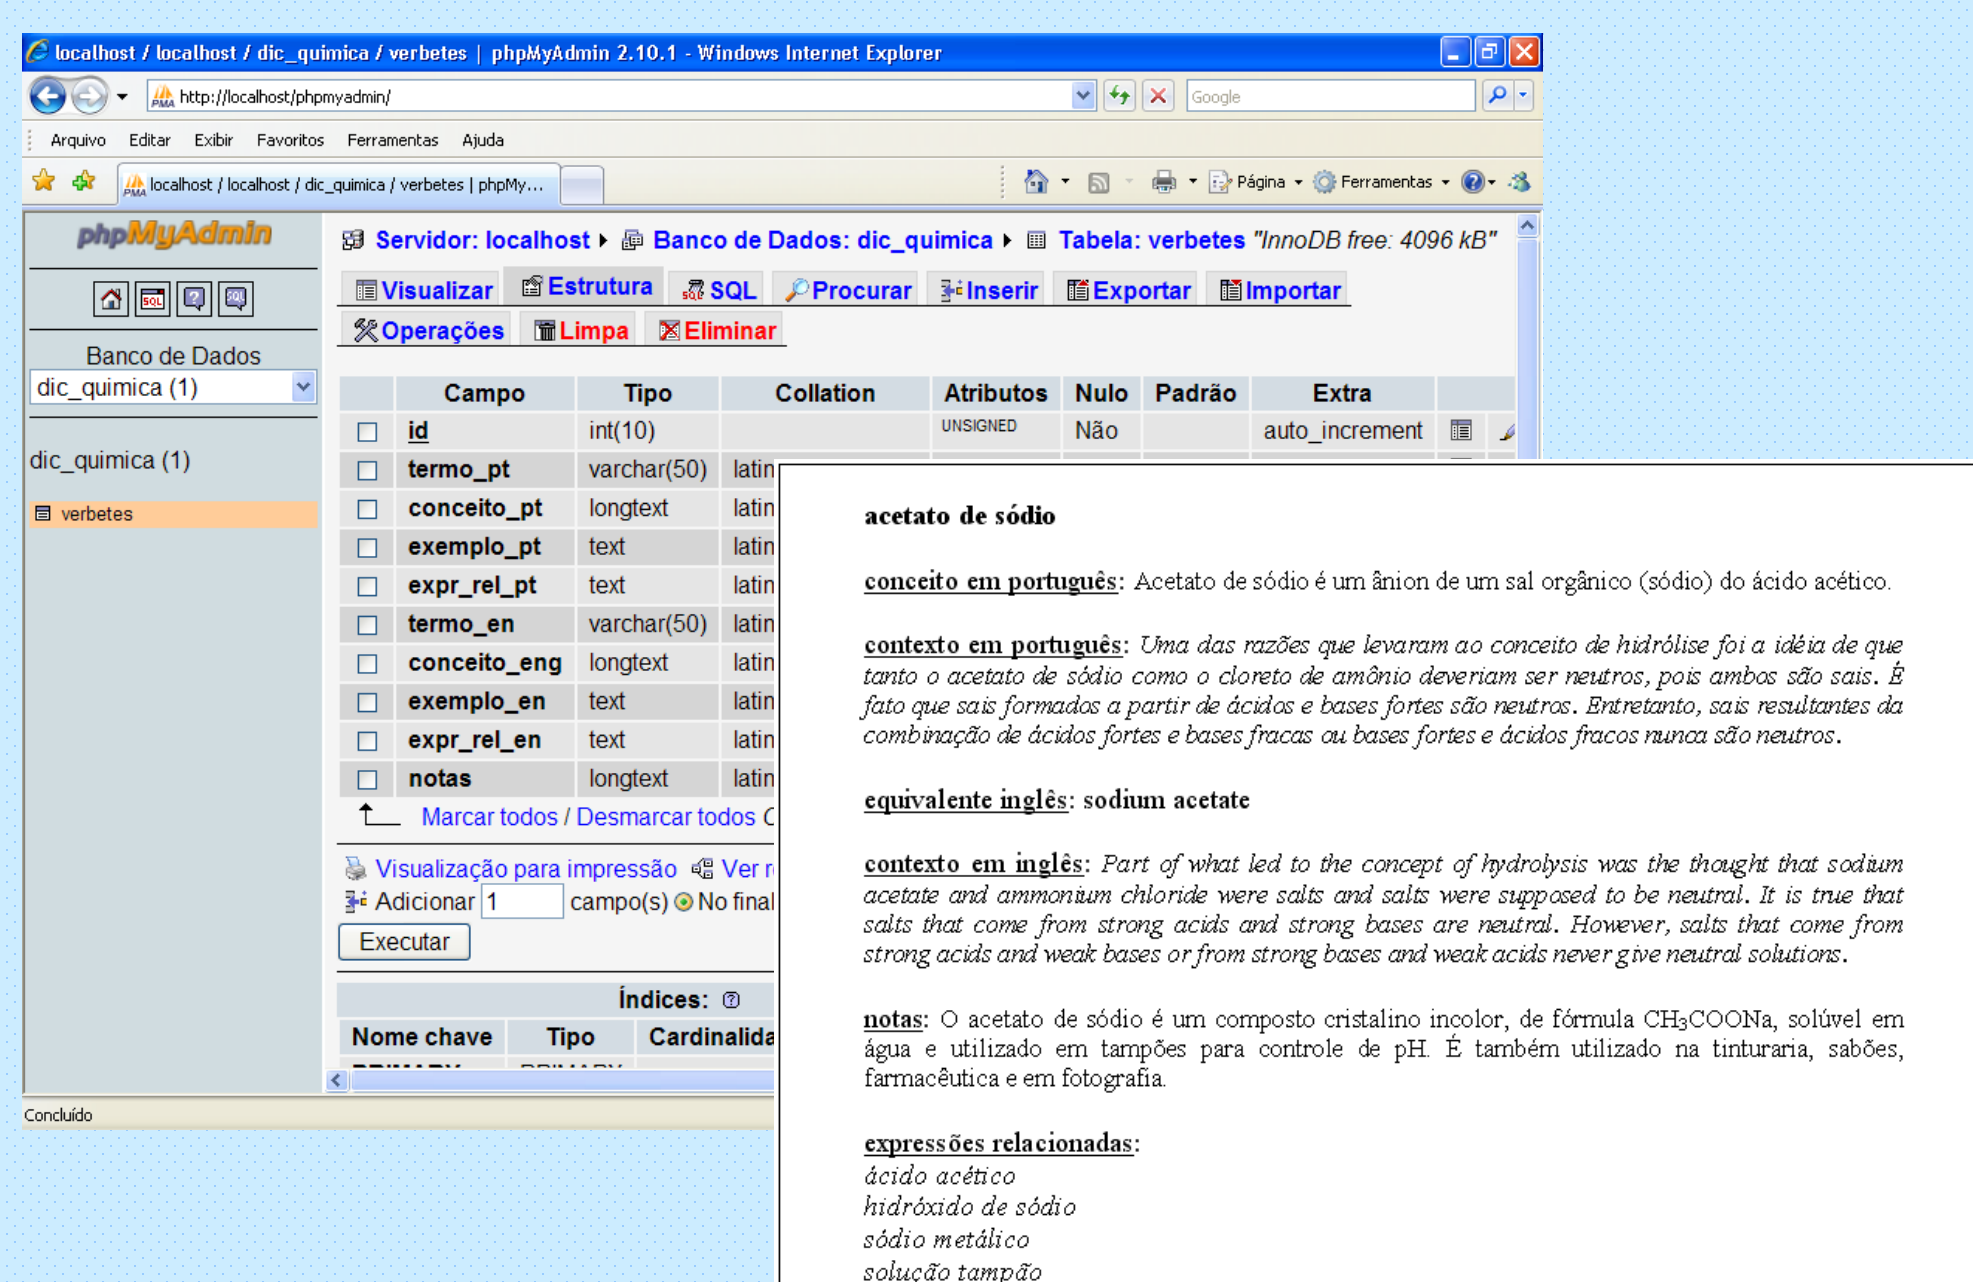 localhost / localhost / dic_quimica / verbetes | phpMyAdmin 2.10.1 - Windows Internet Explorer
http://localhost/phpmyadmin/
Google
Arquivo Editar Exibir Favoritos Ferramentas Ajuda
localhost / localhost / dic_quimica / verbetes | phpMy...
Página Ferramentas
phpMyAdmin
Banco de Dados
dic_quimica (1)
dic_quimica (1)
verbetes
Servidor: localhost Banco de Dados: dic_quimica Tabela: verbetes "InnoDB free: 4096 kB"
Visualizar Estrutura SQL Procurar Inserir Exportar Importar
Operações Limpa Eliminar
Campo Tipo Collation Atributos Nulo Padrão Extra
id int(10) UNSIGNED Não auto_increment
termo_pt varchar(50) latin
conceito_pt longtext latin
exemplo_pt text latin
expr_rel_pt text latin
termo_en varchar(50) latin
conceito_eng longtext latin
exemplo_en text latin
expr_rel_en text latin
notas longtext latin
Marcar todos / Desmarcar todos
Visualização para impressão Ver
Adicionar 1 campo(s) No final
Executar
Índices:
Nome chave Tipo Cardinalida
PRIMARY PRIMARY
Concluído
acetato de sódio
conceito em português: Acetato de sódio é um ânion de um sal orgânico (sódio) do ácido acético.
contexto em português: Uma das razões que levaram ao conceito de hidrólise foi a idéia de que
tanto o acetato de sódio como o cloreto de amônio deveriam ser neutros, pois ambos são sais. É
fato que sais formados a partir de ácidos e bases fortes são neutros. Entretanto, sais resultantes da
combinação de ácidos fortes e bases fracas ou bases fortes e ácidos fracos nunca são neutros.
equivalente inglês: sodium acetate
contexto em inglês: Part of what led to the concept of hydrolysis was the thought that sodium
acetate and ammonium chloride were salts and salts were supposed to be neutral. It is true that
salts that come from strong acids and strong bases are neutral. However, salts that come from
strong acids and weak bases or from strong bases and weak acids never give neutral solutions.
notas: O acetato de sódio é um composto cristalino incolor, de fórmula CH₃COONa, solúvel em
água e utilizado em tampões para controle de pH. É também utilizado na tinturaria, sabões,
farmacêutica e em fotografia.
expressões relacionadas:
ácido acético
hidróxido de sódio
sódio metálico
solução tampão